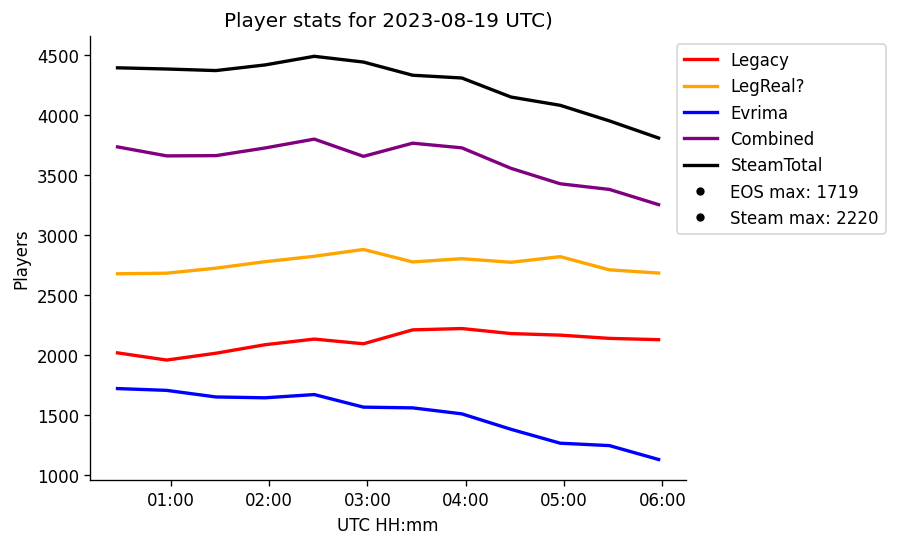 Player stats for 2023-08-19 UTC)
4500
4000
3500
3000
2500
2000
1500
1000
Players
01:00 02:00 03:00 04:00 05:00 06:00
UTC HH:mm
Legacy
LegReal?
Evrima
Combined
SteamTotal
EOS max: 1719
Steam max: 2220